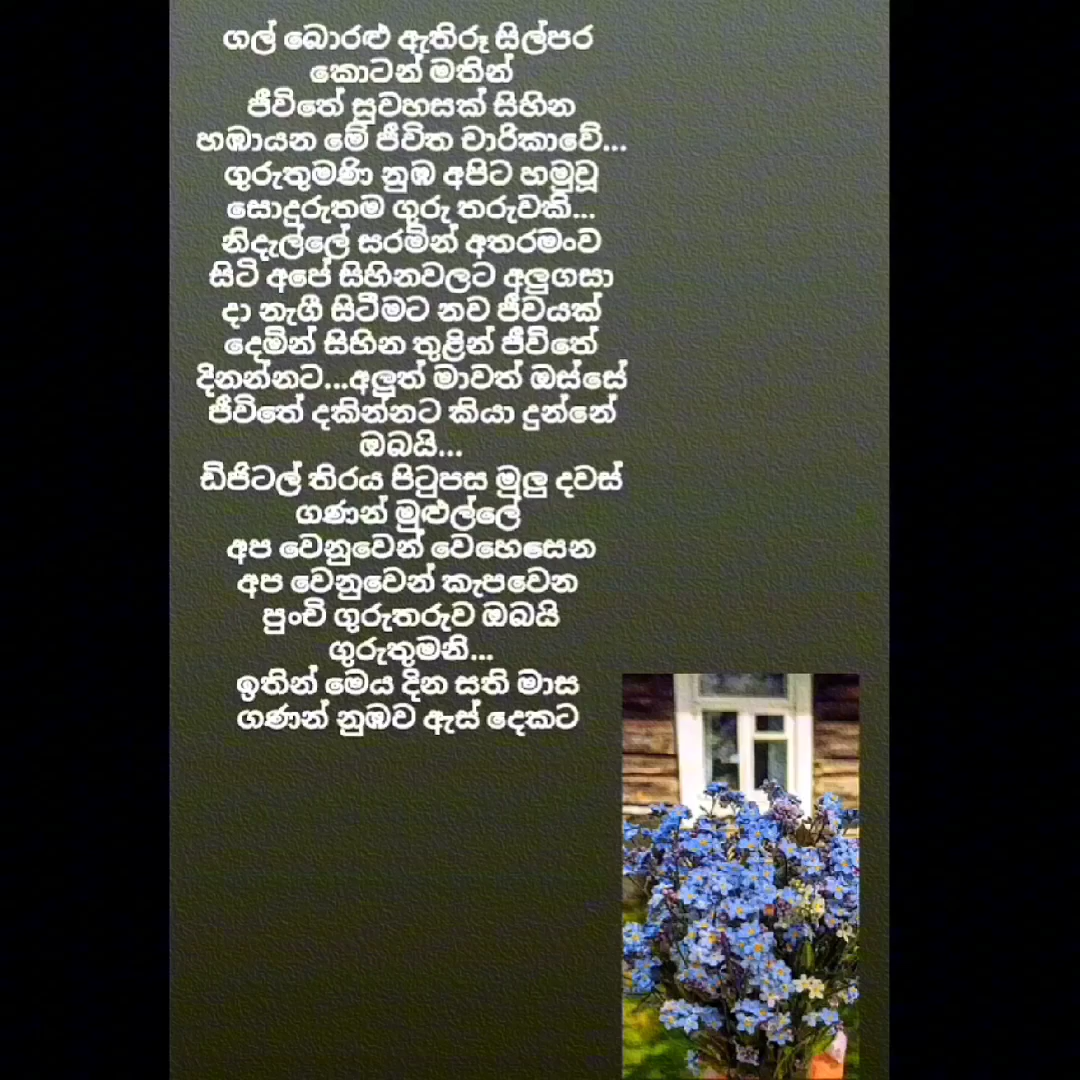 ගල් බොරළු ඇතිරූ සිල්පර
කොටන් මතින්
ජීවිතේ සුවහසක් සිහින
හඹායන මේ ජීවිත චාරිකාවේ...
ගුරුතුමණි නුඹ අපිට හමුවූ
සොදුරුතම ගුරු තරුවකි...
නිදැල්ලේ සරමින් අතරමංව
සිටි අපේ සිහිනවලට අලුගසා
දා නැගී සිටීමට නව ජීවයක්
දෙමින් සිහින තුළින් ජීවිතේ
දිනන්නට...අලුත් මාවත් ඔස්සේ
ජීවිතේ දකින්නට කියා දුන්නේ
ඔබයි...
ඩිජිටල් තිරය පිටුපස මුලු දවස්
ගණන් මුළුල්ලේ
අප වෙනුවෙන් වෙහෙසෙන
අප වෙනුවෙන් කැපවෙන
පුංචි ගුරුතරුව ඔබයි
ගුරුතුමනි...
ඉතින් මෙය දින සති මාස
ගණන් නුඹව ඇස් දෙකට